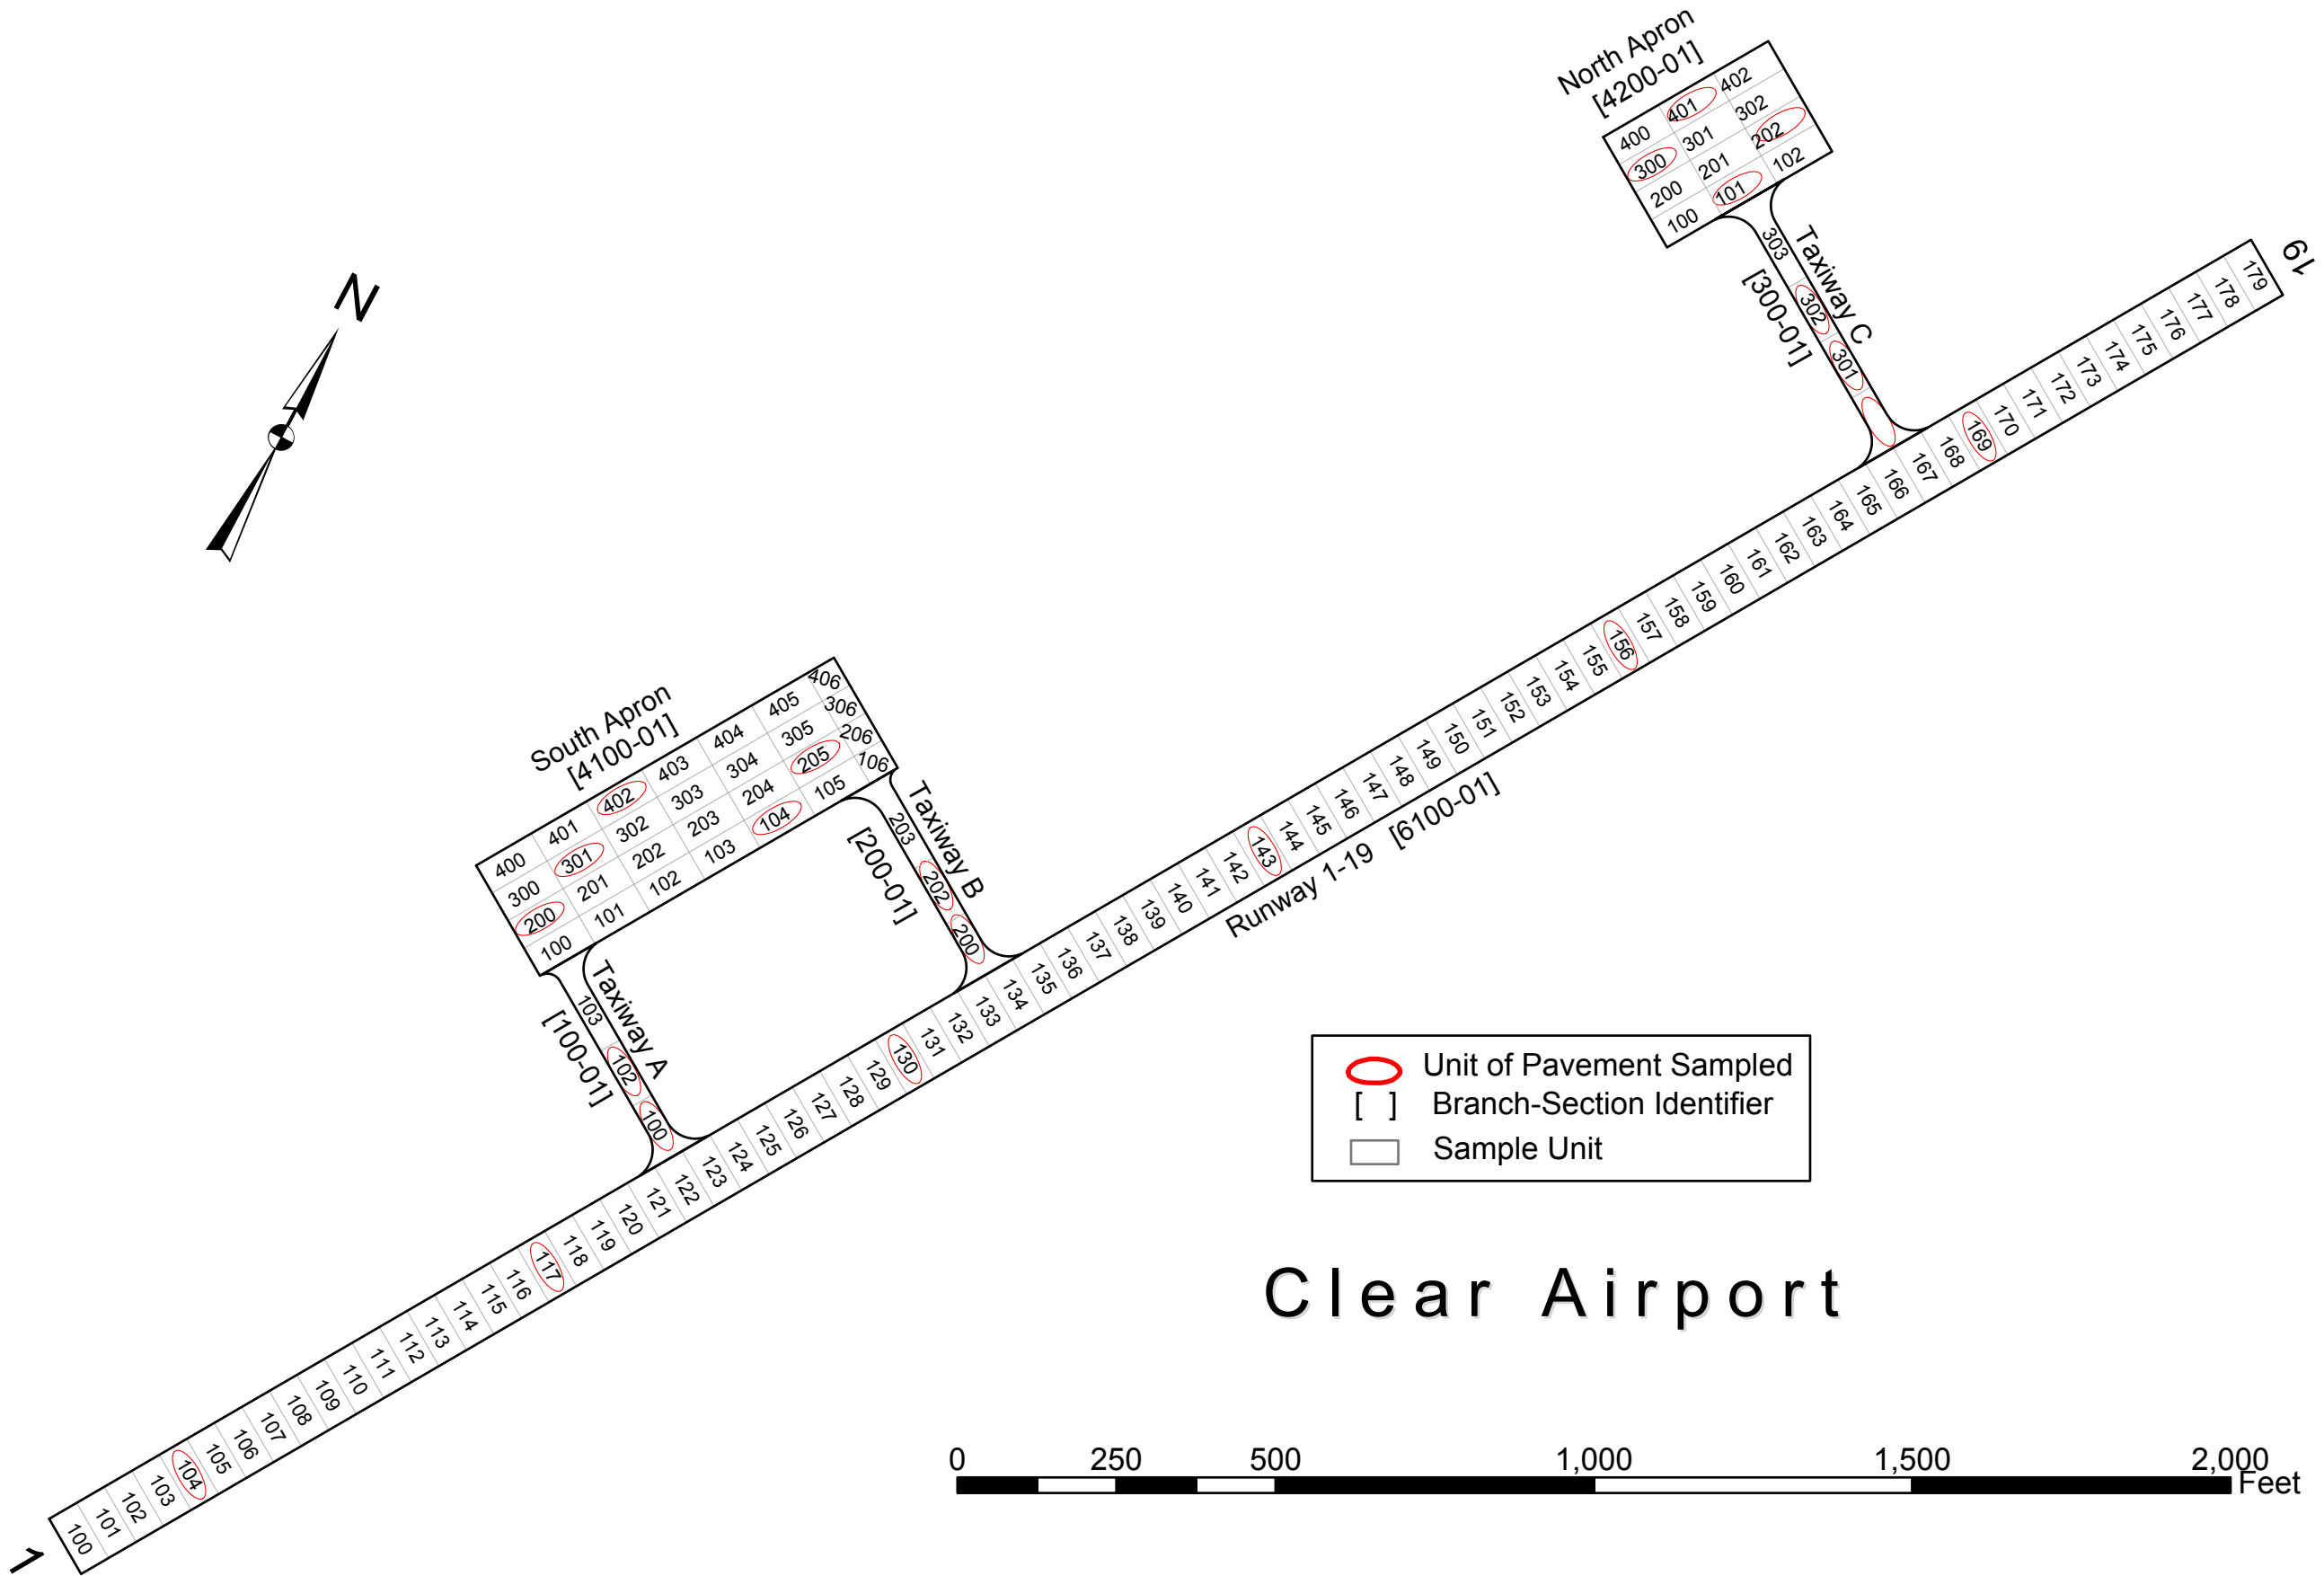 North Apron
[4200-01]
400 401 402
300 301 302
200 201 202
100 101 102
Taxiway C
[300-01]
303
302
301
19
N
South Apron
[4100-01]
400 401 402 403 404 405 406
300 301 302 303 304 305 306
200 201 202 203 204 205 206
100 101 102 103 104 105 106
Taxiway B
[200-01]
203
202
200
Taxiway A
[100-01]
103
102
100
100 101 102 103 104 105 106 107 108 109 110 111 112 113 114 115 116 117 118 119 120 121 122 123 124 125 126 127 128 129 130 131 132 133 134 135 136 137 138 139 140 141 142 143 144 145 146 147 148 149 150 151 152 153 154 155 156 157 158 159 160 161 162 163 164 165 166 167 168 169 170 171 172 173 174 175 176 177 178 179
Runway 1-19 [6100-01]
1
Unit of Pavement Sampled
[ ] Branch-Section Identifier
Sample Unit
Clear Airport
0 250 500 1,000 1,500 2,000
Feet